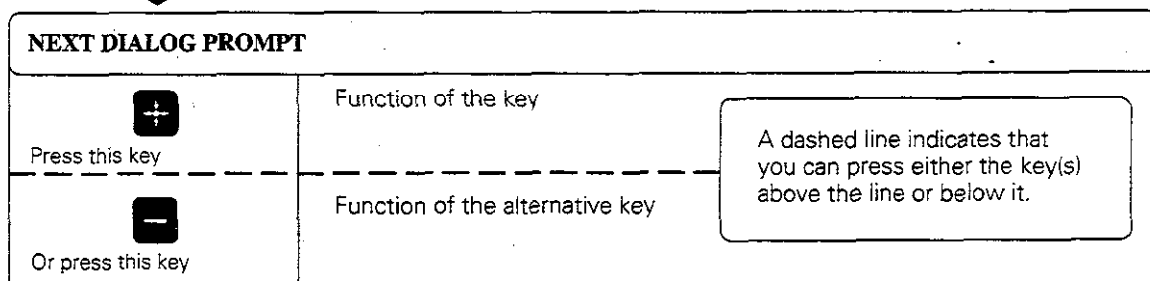 NEXT DIALOG PROMPT
+
Press this key
Function of the key
A dashed line indicates that
you can press either the key(s)
above the line or below it.
−
Or press this key
Function of the alternative key